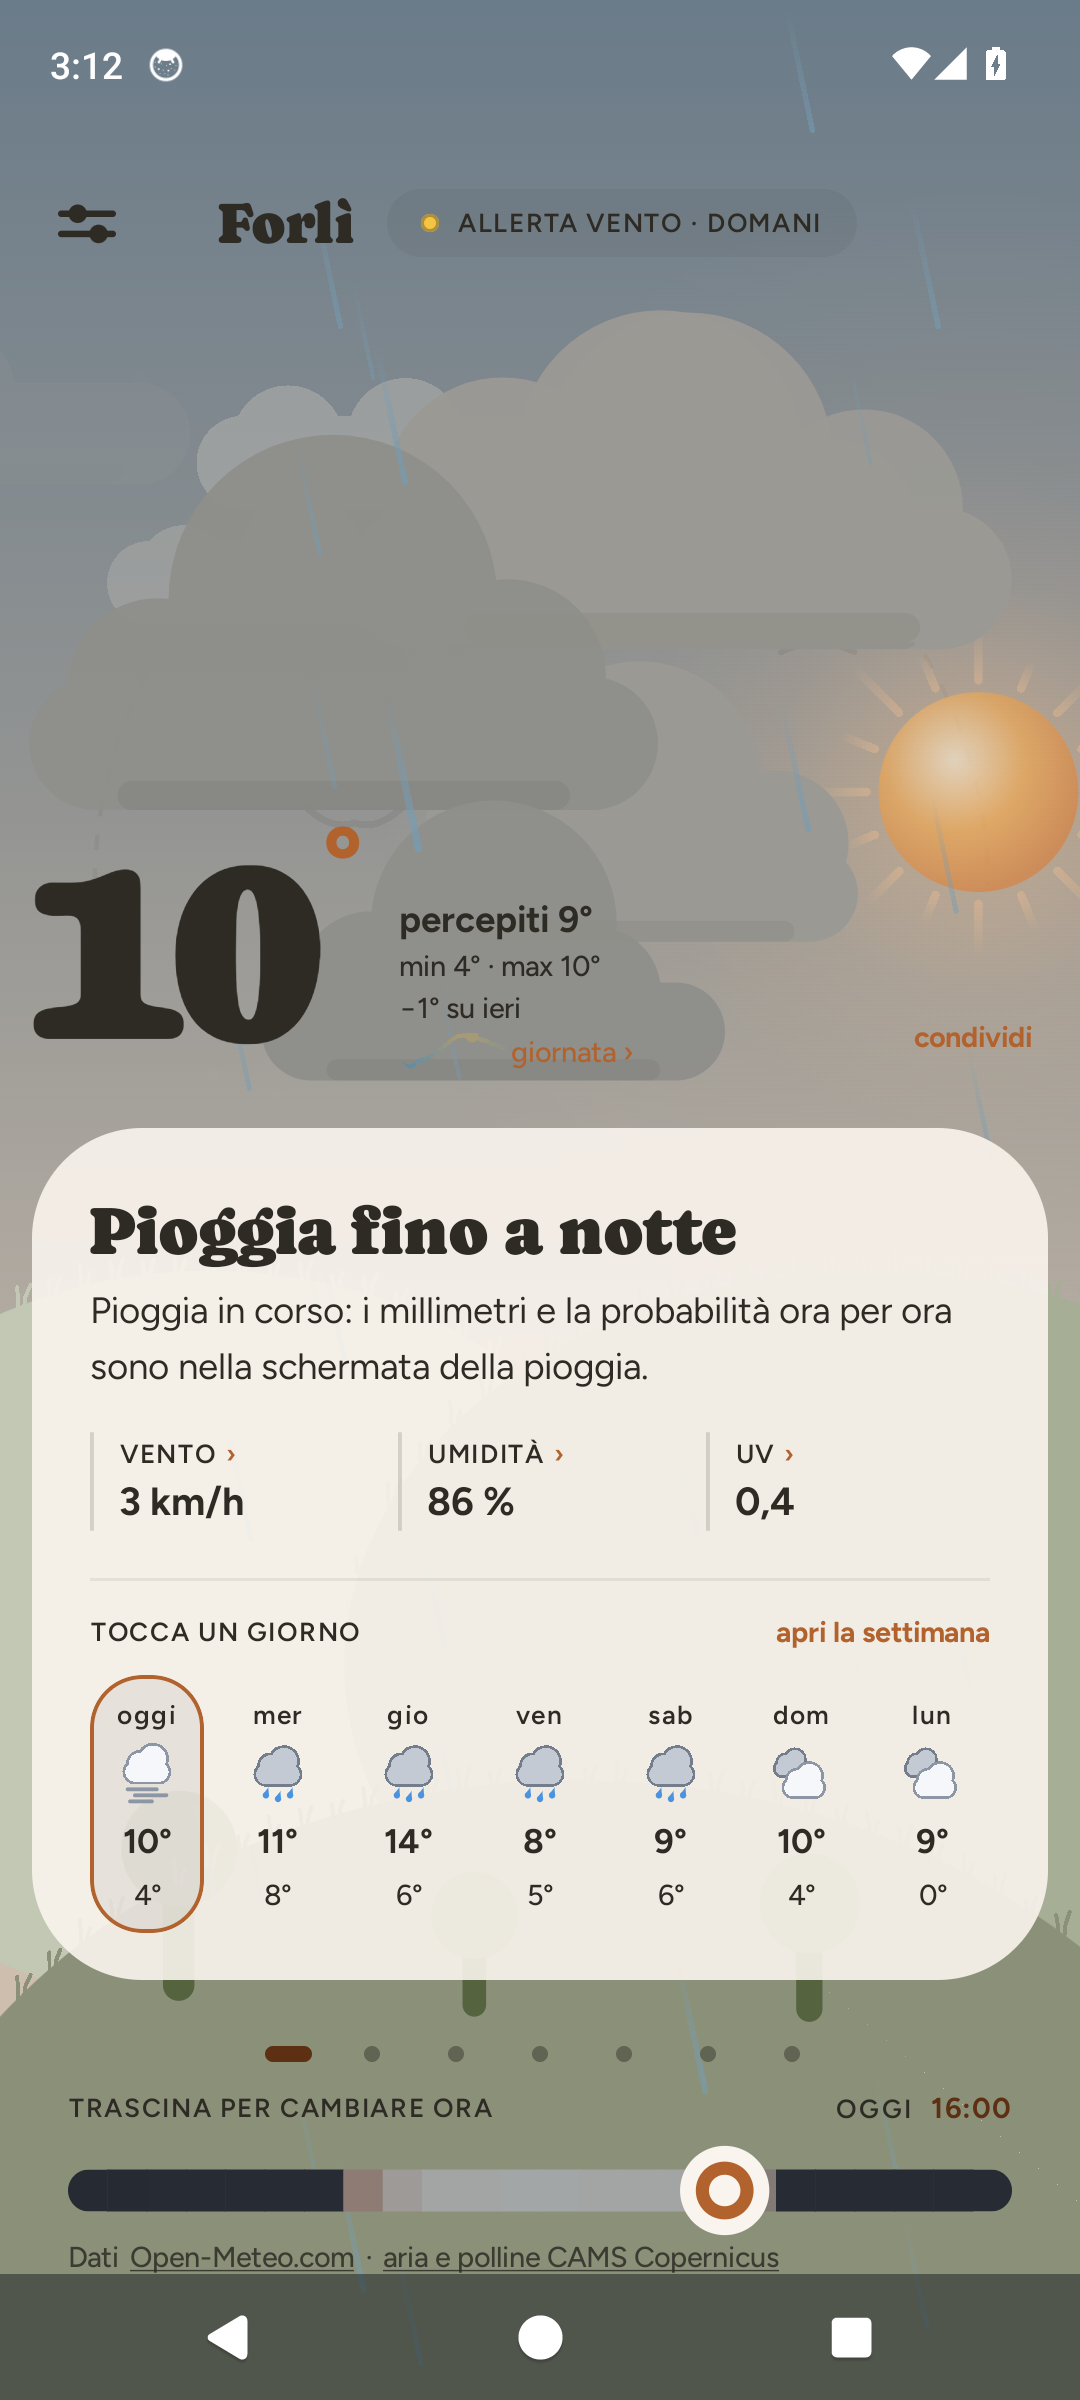 3:12
Forlì
ALLERTA VENTO · DOMANI
10°
percepiti 9°
min 4° · max 10°
−1° su ieri
giornata ›
condividi
Pioggia fino a notte
Pioggia in corso: i millimetri e la probabilità ora per ora
sono nella schermata della pioggia.
VENTO › UMIDITÀ › UV ›
3 km/h 86 % 0,4
TOCCA UN GIORNO apri la settimana
oggi mer gio ven sab dom lun
10° 11° 14° 8° 9° 10° 9°
4° 8° 6° 5° 6° 4° 0°
TRASCINA PER CAMBIARE ORA OGGI 16:00
Dati Open-Meteo.com · aria e polline CAMS Copernicus